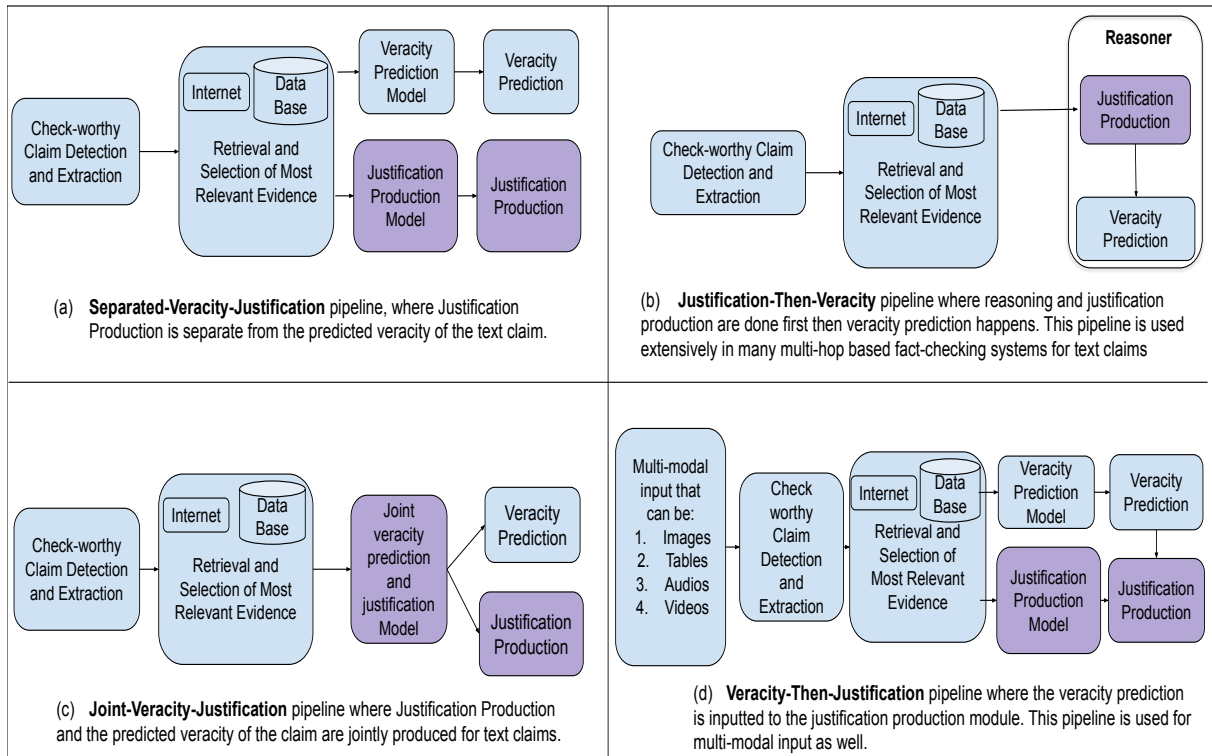 Check-worthy
Claim Detection
and Extraction
Internet
Data
Base
Retrieval and
Selection of Most
Relevant Evidence
Veracity
Prediction
Model
Veracity
Prediction
Justification
Production
Model
Justification
Production
(a) Separated-Veracity-Justification pipeline, where Justification
Production is separate from the predicted veracity of the text claim.
Check-worthy Claim
Detection and
Extraction
Internet
Data
Base
Retrieval and
Selection of Most
Relevant Evidence
Reasoner
Justification
Production
Veracity
Prediction
(b) Justification-Then-Veracity pipeline where reasoning and justification
production are done first then veracity prediction happens. This pipeline is used
extensively in many multi-hop based fact-checking systems for text claims
Check-worthy
Claim Detection
and Extraction
Internet
Data
Base
Retrieval and
Selection of Most
Relevant Evidence
Joint
veracity
prediction
and
justification
Model
Veracity
Prediction
Justification
Production
(c) Joint-Veracity-Justification pipeline where Justification Production
and the predicted veracity of the claim are jointly produced for text claims.
Multi-modal
input that
can be:
1. Images
2. Tables
3. Audios
4. Videos
Check
worthy
Claim
Detection
and
Extraction
Internet
Data
Base
Retrieval and
Selection of
Most Relevant
Evidence
Veracity
Prediction
Model
Veracity
Prediction
Justification
Production
Model
Justification
Production
(d) Veracity-Then-Justification pipeline where the veracity prediction
is inputted to the justification production module. This pipeline is used for
multi-modal input as well.